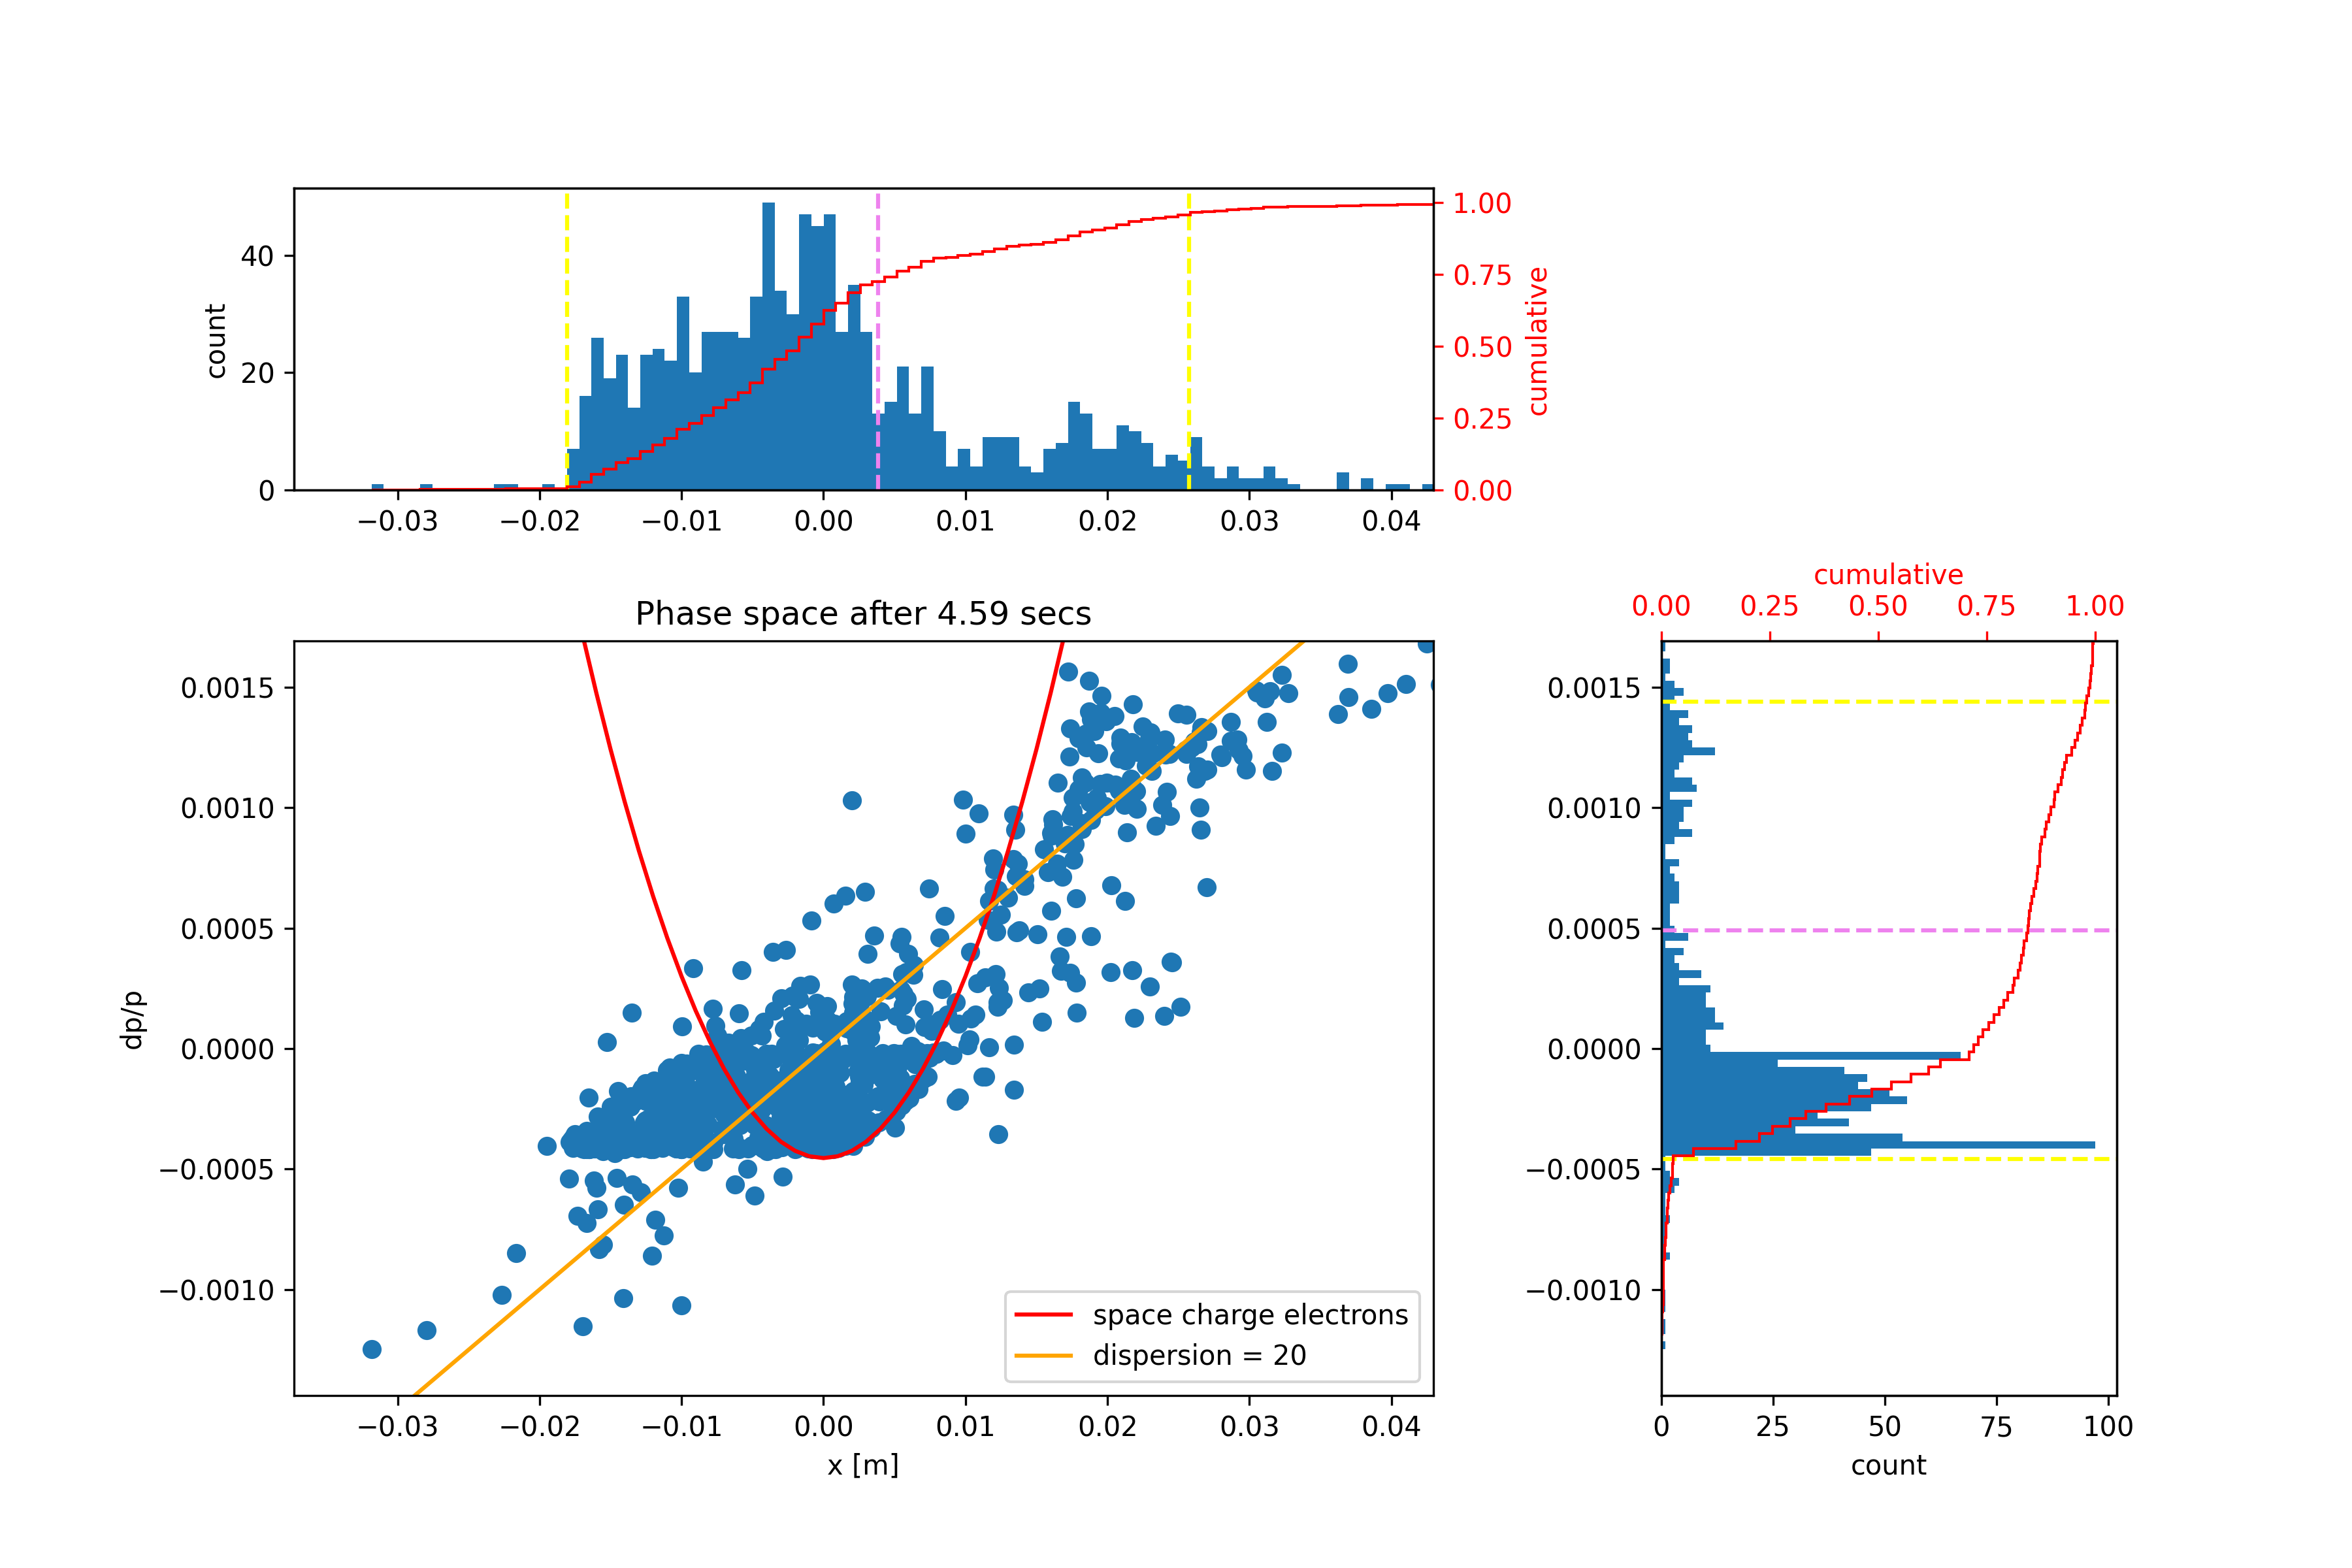 40
20
0
count
1.00
0.75
0.50
0.25
0.00
cumulative
−0.03 −0.02 −0.01 0.00 0.01 0.02 0.03 0.04
Phase space after 4.59 secs
0.0015
0.0010
0.0005
0.0000
−0.0005
−0.0010
dp/p
space charge electrons
dispersion = 20
−0.03 −0.02 −0.01 0.00 0.01 0.02 0.03 0.04
x [m]
cumulative
0.00 0.25 0.50 0.75 1.00
0.0015
0.0010
0.0005
0.0000
−0.0005
−0.0010
0 25 50 75 100
count